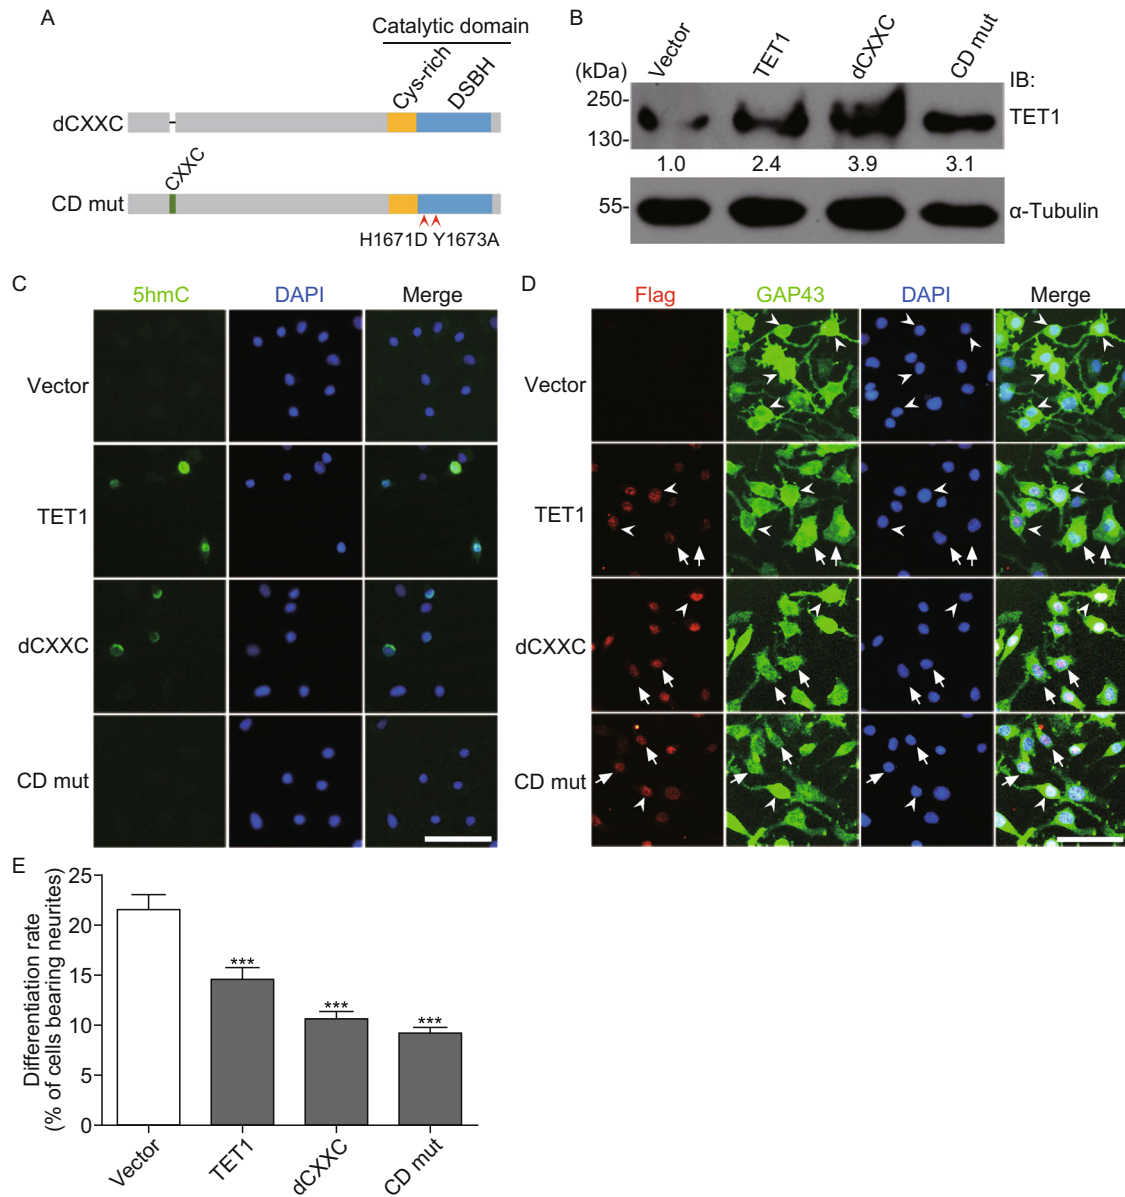 A
Catalytic domain
Cys-rich
DSBH
dCXXC
CXXC
CD mut
H1671D Y1673A
B
Vector
TET1
dCXXC
CD mut
(kDa)
IB:
250-
TET1
130-
1.0 2.4 3.9 3.1
55-
α-Tubulin
C
5hmC DAPI Merge
Vector
TET1
dCXXC
CD mut
D
Flag GAP43 DAPI Merge
Vector
TET1
dCXXC
CD mut
E
Differentiation rate
(% of cells bearing neurites)
25
20
15
10
5
0
***
***
***
Vector
TET1
dCXXC
CD mut